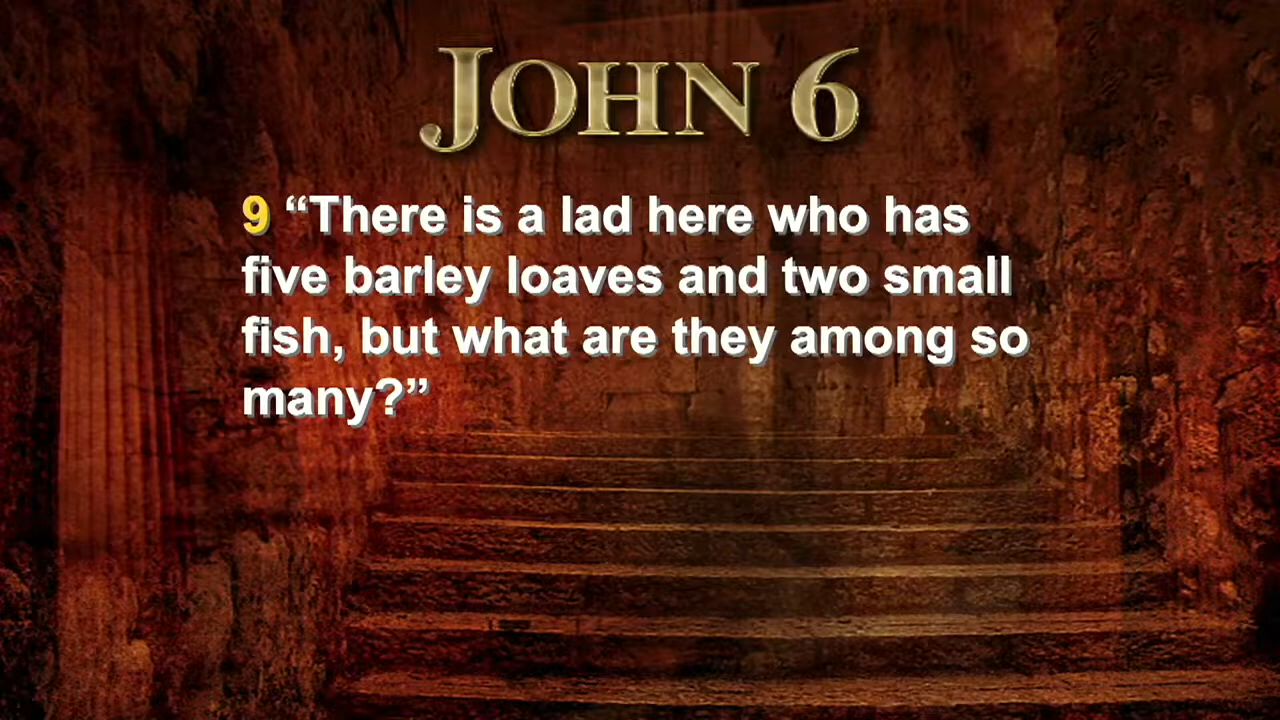 JOHN 6
9 “There is a lad here who has
five barley loaves and two small
fish, but what are they among so
many?”